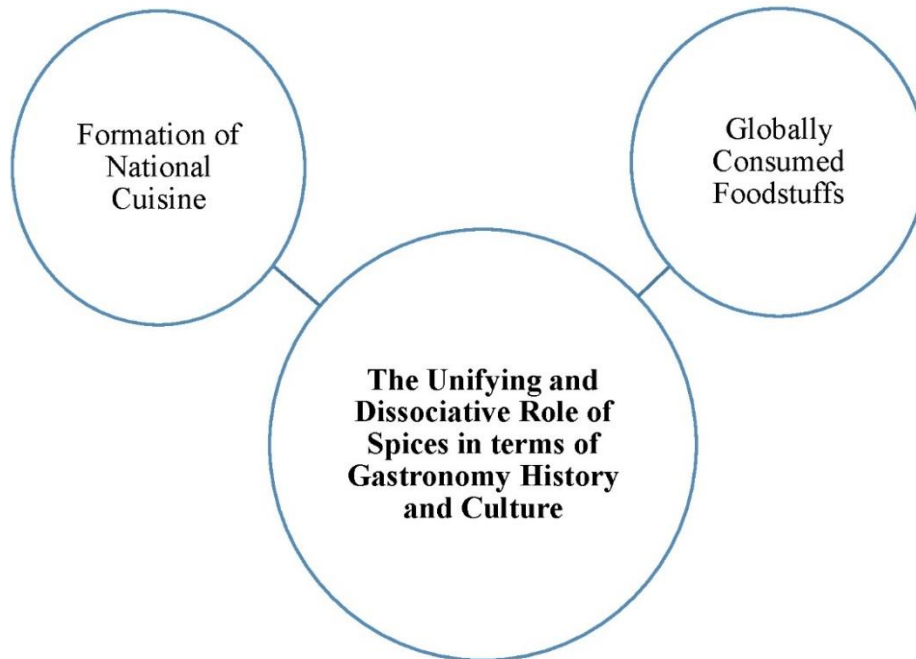 Formation of
National
Cuisine
Globally
Consumed
Foodstuffs
The Unifying and
Dissociative Role of
Spices in terms of
Gastronomy History
and Culture